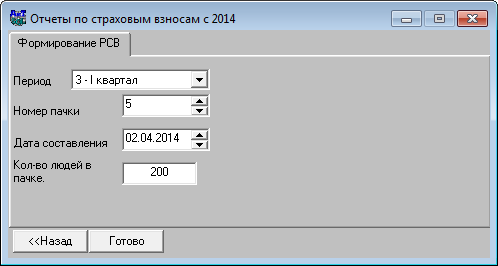 Отчеты по страховым взносам с 2014
Формирование РСВ
Период 3 - I квартал
Номер пачки 5
Дата составления 02.04.2014
Кол-во людей в
пачке. 200
<<Назад Готово